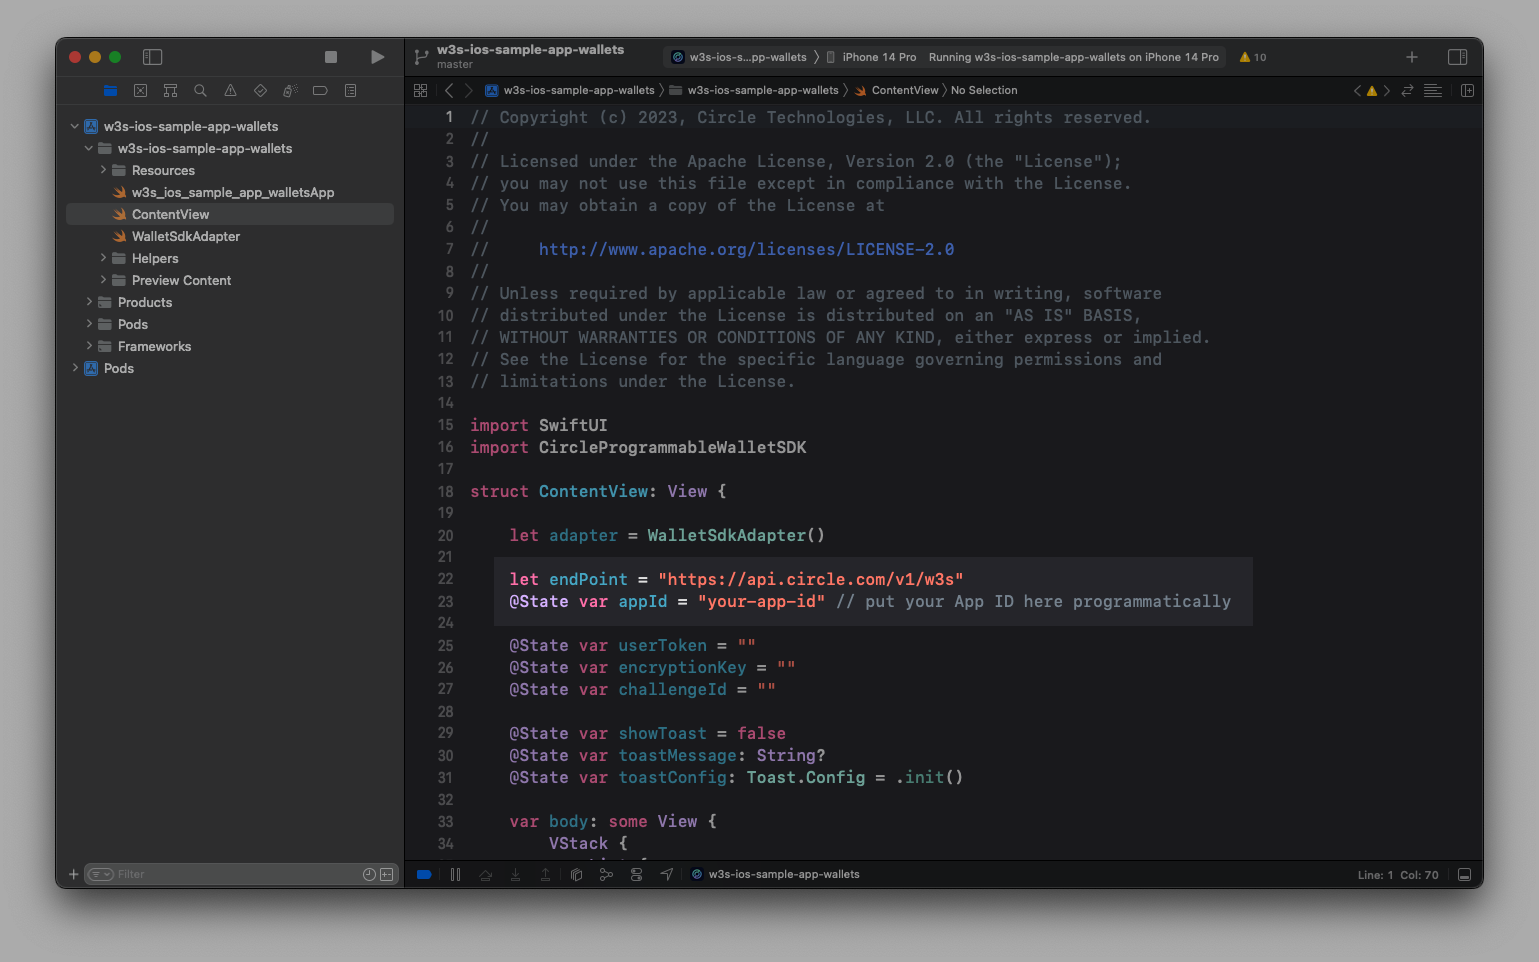 w3s-ios-sample-app-wallets
master
w3s-ios-s...pp-wallets
iPhone 14 Pro
Running w3s-ios-sample-app-wallets on iPhone 14 Pro
10
w3s-ios-sample-app-wallets
w3s-ios-sample-app-wallets
ContentView
No Selection
w3s-ios-sample-app-wallets
w3s-ios-sample-app-wallets
Resources
w3s_ios_sample_app_walletsApp
ContentView
WalletSdkAdapter
Helpers
Preview Content
Products
Pods
Frameworks
Pods
Filter
1 // Copyright (c) 2023, Circle Technologies, LLC. All rights reserved.
2 //
3 // Licensed under the Apache License, Version 2.0 (the "License");
4 // you may not use this file except in compliance with the License.
5 // You may obtain a copy of the License at
6 //
7 //     http://www.apache.org/licenses/LICENSE-2.0
8 //
9 // Unless required by applicable law or agreed to in writing, software
10 // distributed under the License is distributed on an "AS IS" BASIS,
11 // WITHOUT WARRANTIES OR CONDITIONS OF ANY KIND, either express or implied.
12 // See the License for the specific language governing permissions and
13 // limitations under the License.
14
15 import SwiftUI
16 import CircleProgrammableWalletSDK
17
18 struct ContentView: View {
19
20     let adapter = WalletSdkAdapter()
21
22     let endPoint = "https://api.circle.com/v1/w3s"
23     @State var appId = "your-app-id" // put your App ID here programmatically
24
25     @State var userToken = ""
26     @State var encryptionKey = ""
27     @State var challengeId = ""
28
29     @State var showToast = false
30     @State var toastMessage: String?
31     @State var toastConfig: Toast.Config = .init()
32
33     var body: some View {
34         VStack {
w3s-ios-sample-app-wallets
Line: 1 Col: 70